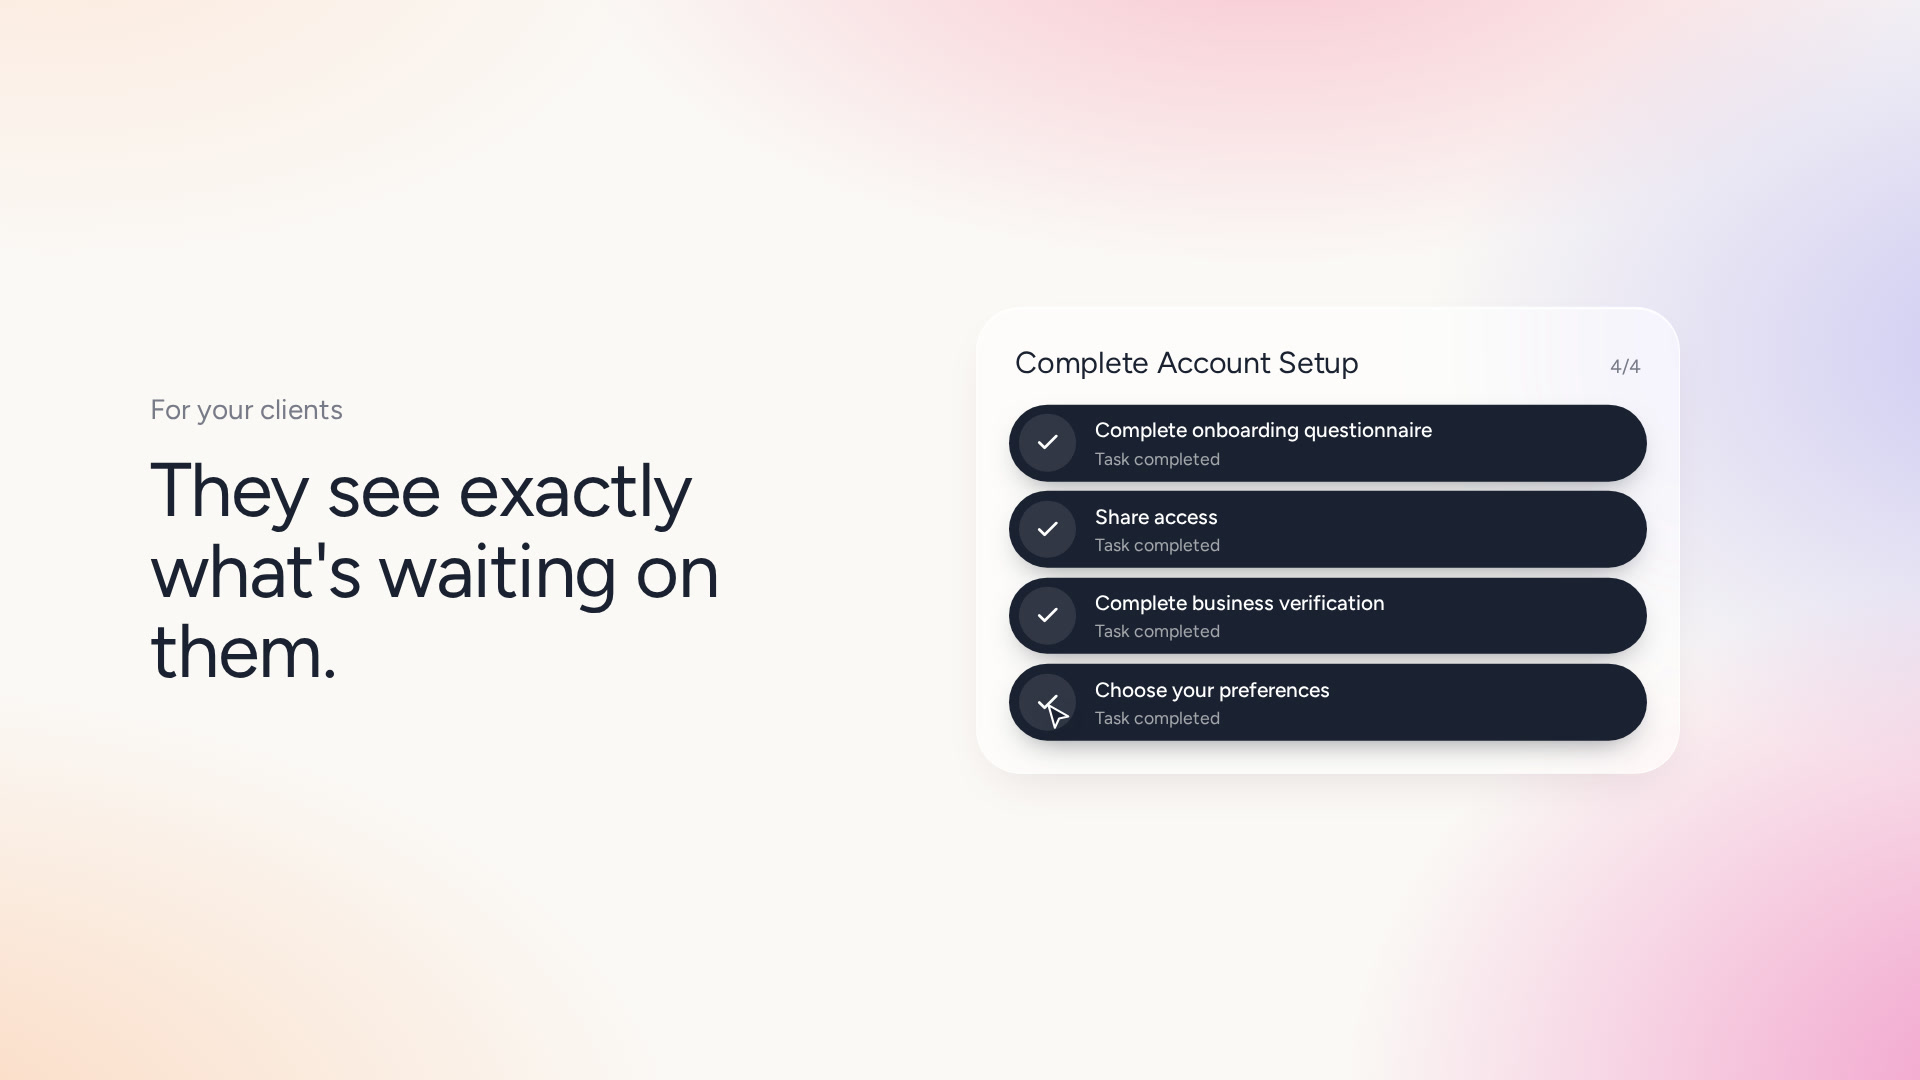 For your clients
They see exactly
what's waiting on
them.
Complete Account Setup
4/4
Complete onboarding questionnaire
Task completed
Share access
Task completed
Complete business verification
Task completed
Choose your preferences
Task completed